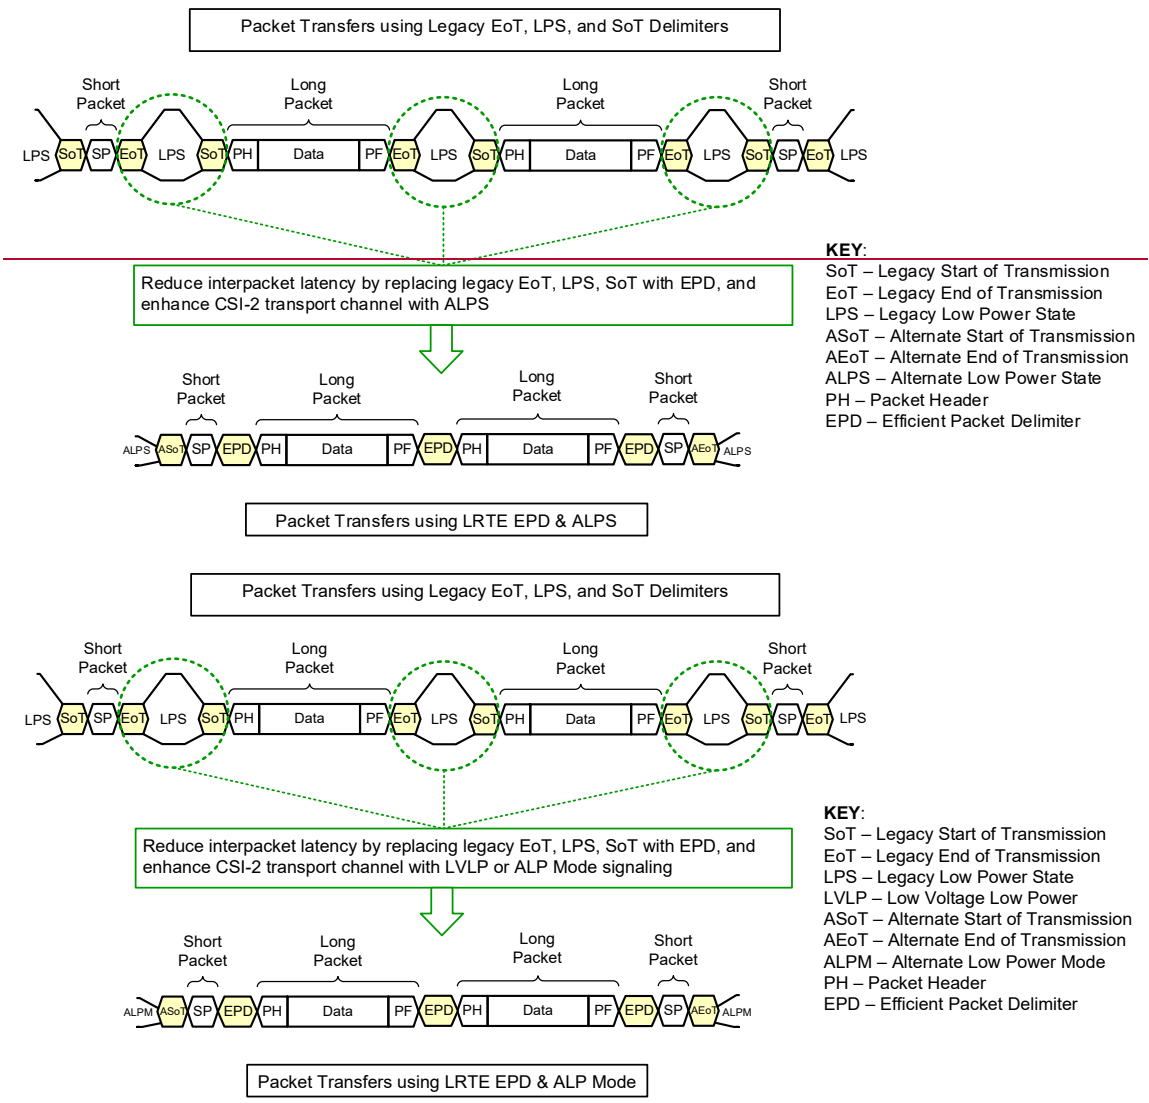 Packet Transfers using Legacy EoT, LPS, and SoT Delimiters
Short
Packet
Long
Packet
Long
Packet
Short
Packet
LPS SoT SP EoT LPS SoT PH Data PF EoT LPS SoT PH Data PF EoT LPS SoT SP EoT LPS
KEY:
SoT – Legacy Start of Transmission
EoT – Legacy End of Transmission
LPS – Legacy Low Power State
ASoT – Alternate Start of Transmission
AEoT – Alternate End of Transmission
ALPS – Alternate Low Power State
PH – Packet Header
EPD – Efficient Packet Delimiter
Reduce interpacket latency by replacing legacy EoT, LPS, SoT with EPD, and
enhance CSI-2 transport channel with ALPS
Short
Packet
Long
Packet
Long
Packet
Short
Packet
ALPS ASoT SP EPD PH Data PF EPD PH Data PF EPD SP AEoT ALPS
Packet Transfers using LRTE EPD & ALPS
Packet Transfers using Legacy EoT, LPS, and SoT Delimiters
Short
Packet
Long
Packet
Long
Packet
Short
Packet
LPS SoT SP EoT LPS SoT PH Data PF EoT LPS SoT PH Data PF EoT LPS SoT SP EoT LPS
KEY:
SoT – Legacy Start of Transmission
EoT – Legacy End of Transmission
LPS – Legacy Low Power State
LVLP – Low Voltage Low Power
ASoT – Alternate Start of Transmission
AEoT – Alternate End of Transmission
ALPM – Alternate Low Power Mode
PH – Packet Header
EPD – Efficient Packet Delimiter
Reduce interpacket latency by replacing legacy EoT, LPS, SoT with EPD, and
enhance CSI-2 transport channel with LVLP or ALP Mode signaling
Short
Packet
Long
Packet
Long
Packet
Short
Packet
ALPM ASoT SP EPD PH Data PF EPD PH Data PF EPD SP AEoT ALPM
Packet Transfers using LRTE EPD & ALP Mode